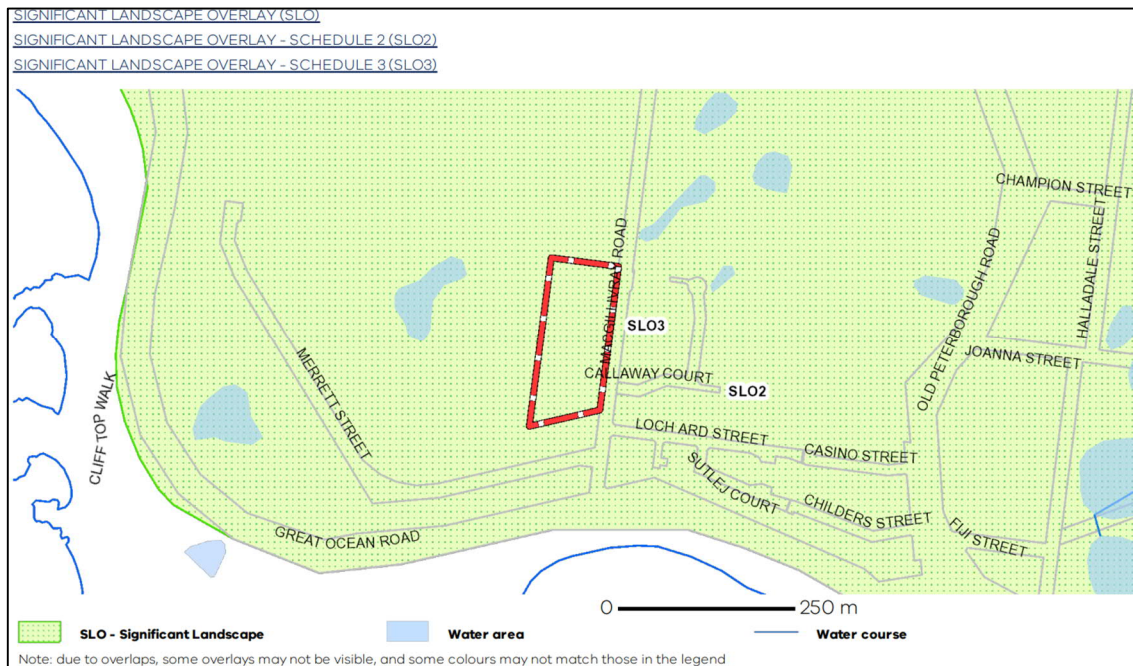 SIGNIFICANT LANDSCAPE OVERLAY (SLO)
SIGNIFICANT LANDSCAPE OVERLAY - SCHEDULE 2 (SLO2)
SIGNIFICANT LANDSCAPE OVERLAY - SCHEDULE 3 (SLO3)
CHAMPION STREET
HALLADALE STREET
OLD PETERBOROUGH ROAD
ROAD
SLO3
JOANNA STREET
MERRETT STREET
CALLAWAY COURT
SLO2
CLIFF TOP WALK
LOCH ARD STREET
CASINO STREET
SUTLEJ COURT
CHILDERS STREET
FIJI STREET
GREAT OCEAN ROAD
0 250 m
SLO - Significant Landscape
Water area
Water course
Note: due to overlaps, some overlays may not be visible, and some colours may not match those in the legend